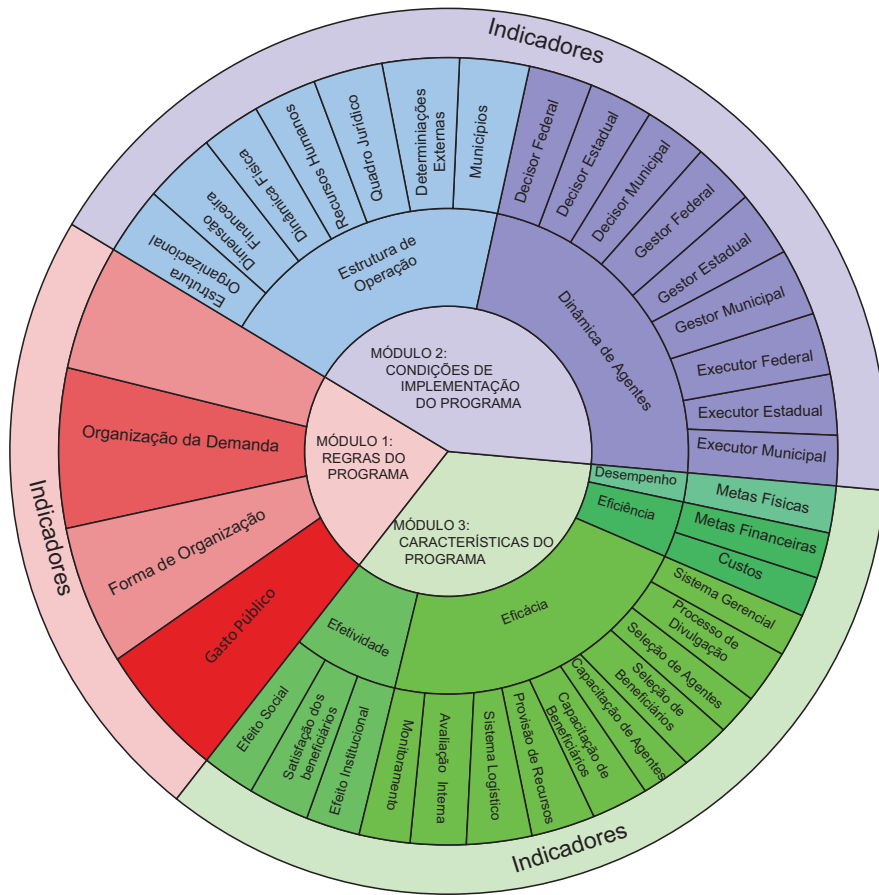 Indicadores
Estrutura
Organizacional
Dimensão
Financeira
Dinâmica Física
Recursos Humanos
Quadro Jurídico
Determiniações
Externas
Municípios
Decisor Federal
Decisor Estadual
Decisor Municipal
Gestor Federal
Gestor Estadual
Gestor Municipal
Executor Federal
Executor Estadual
Executor Municipal
Estrutura de
Operação
Dinâmica de Agentes
MÓDULO 2:
CONDIÇÕES DE
IMPLEMENTAÇÃO
DO PROGRAMA
Indicadores
Organização da Demanda
Forma de Organização
Gasto Público
MÓDULO 1:
REGRAS DO
PROGRAMA
MÓDULO 3:
CARACTERÍSTICAS DO
PROGRAMA
Desempenho
Eficiência
Eficácia
Efetividade
Metas Físicas
Metas Financeiras
Custos
Sistema Gerencial
Processo de
Divulgação
Seleção de Agentes
Seleção de
Beneficiários
Capacitação de Agentes
Capacitação de
Beneficiários
Provisão de Recursos
Sistema Logístico
Avaliação Interna
Monitoramento
Efeito Institucional
Satisfação dos
beneficiários
Efeito Social
Indicadores